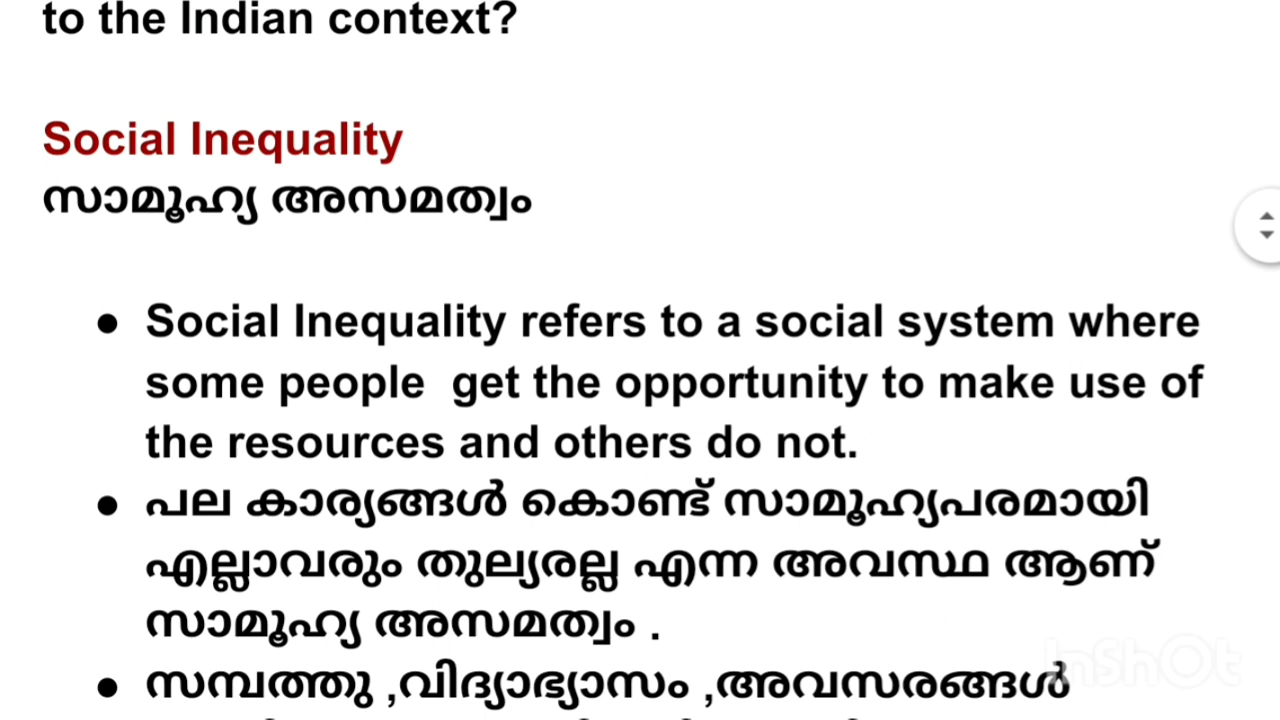 to the Indian context?
Social Inequality
സാമൂഹ്യ അസമത്വം
● Social Inequality refers to a social system where
some people get the opportunity to make use of
the resources and others do not.
● പല കാര്യങ്ങൾ കൊണ്ട് സാമൂഹ്യപരമായി
എല്ലാവരും തുല്യരല്ല എന്ന അവസ്ഥ ആണ്
സാമൂഹ്യ അസമത്വം .
● സമ്പത്തു ,വിദ്യാഭ്യാസം ,അവസരങ്ങൾ
InShOt